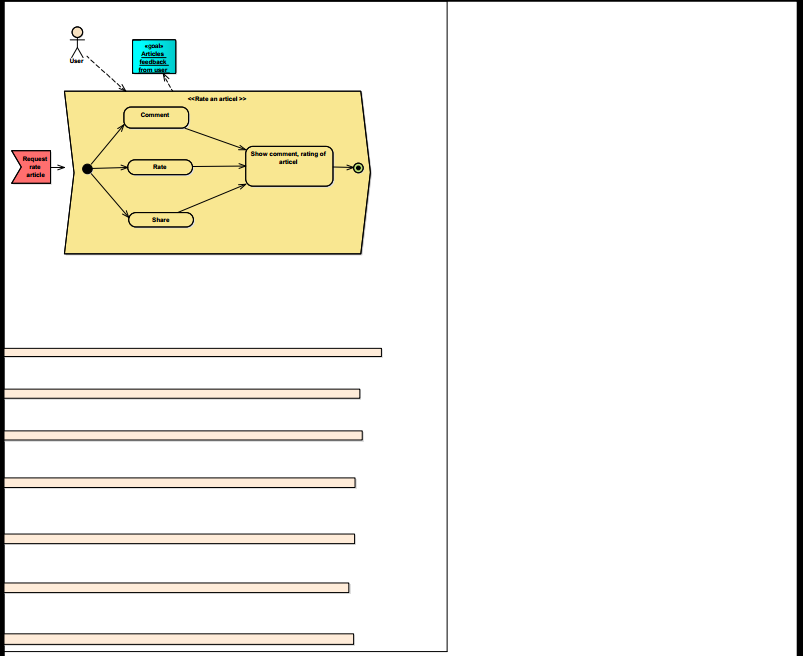 User
<goal>
Articles
feedback
from user
<<Rate an articel >>
Comment
Request
rate
article
Rate
Show comment, rating of
articel
Share